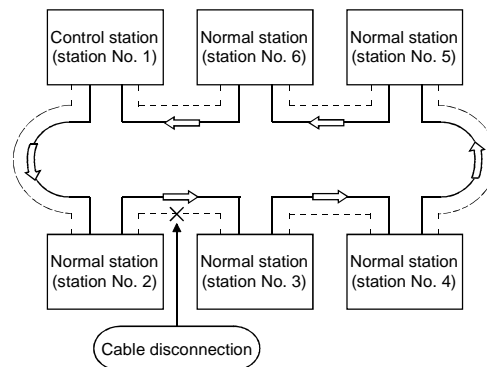 Control station
(station No. 1)
Normal station
(station No. 6)
Normal station
(station No. 5)
Normal station
(station No. 2)
Normal station
(station No. 3)
Normal station
(station No. 4)
Cable disconnection